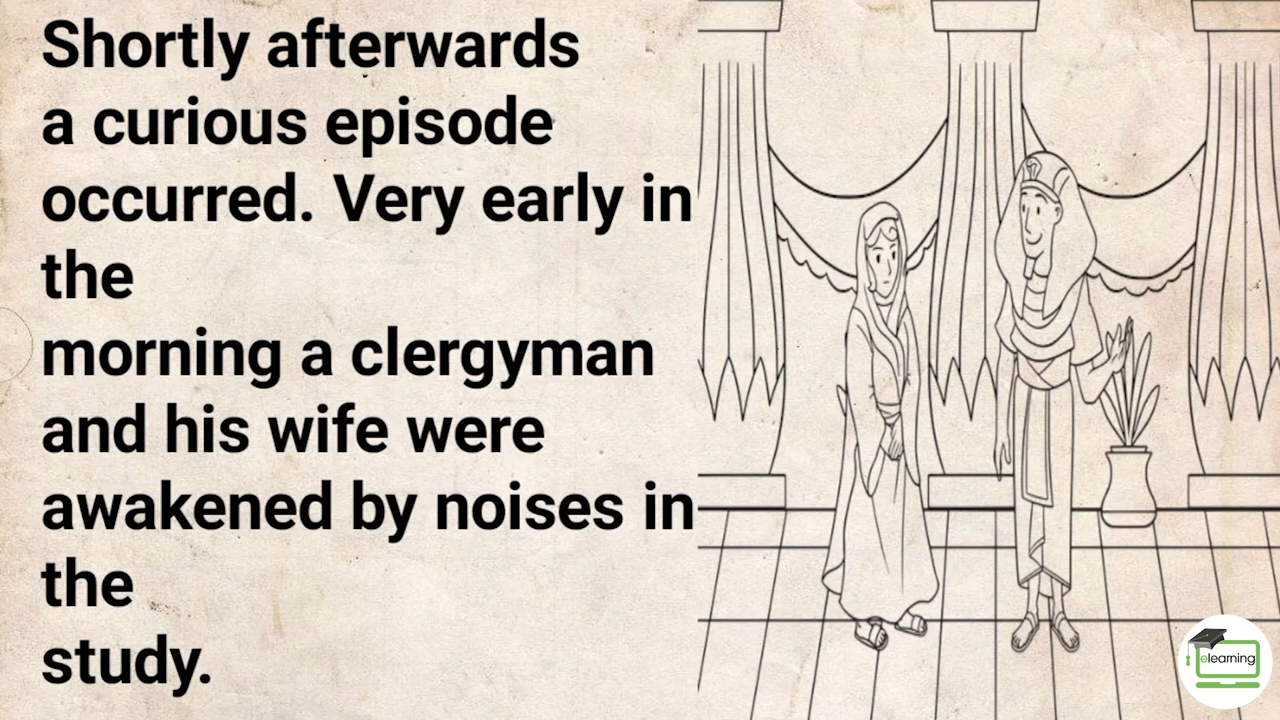 Shortly afterwards
a curious episode
occurred. Very early in
the
morning a clergyman
and his wife were
awakened by noises in
the
study.
elearning